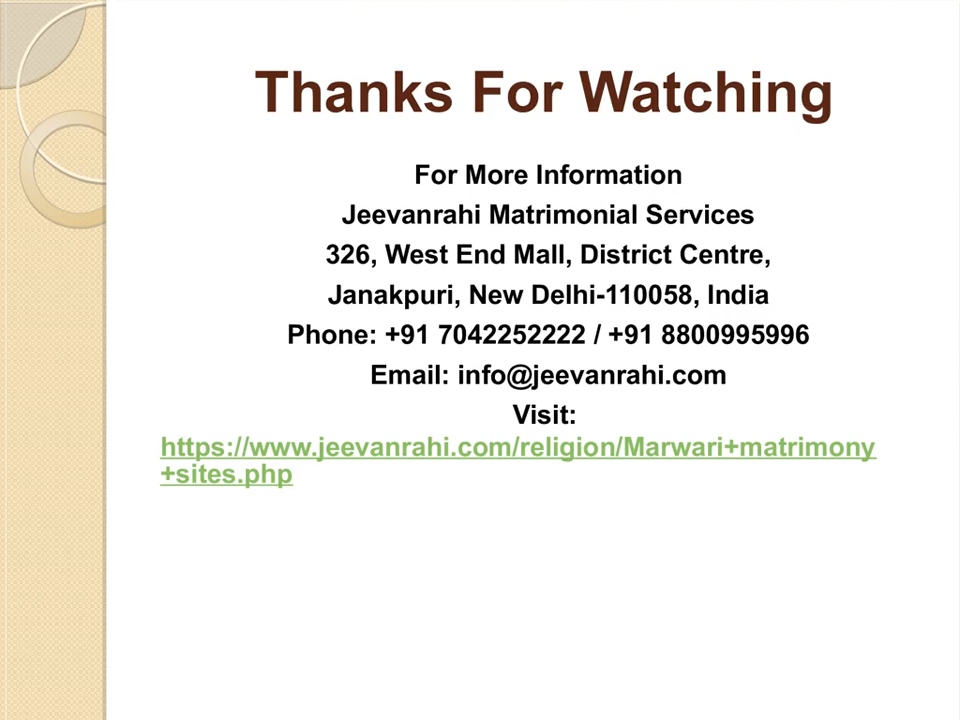 Thanks For Watching
For More Information
Jeevanrahi Matrimonial Services
326, West End Mall, District Centre,
Janakpuri, New Delhi-110058, India
Phone: +91 7042252222 / +91 8800995996
Email: info@jeevanrahi.com
Visit:
https://www.jeevanrahi.com/religion/Marwari+matrimony
+sites.php